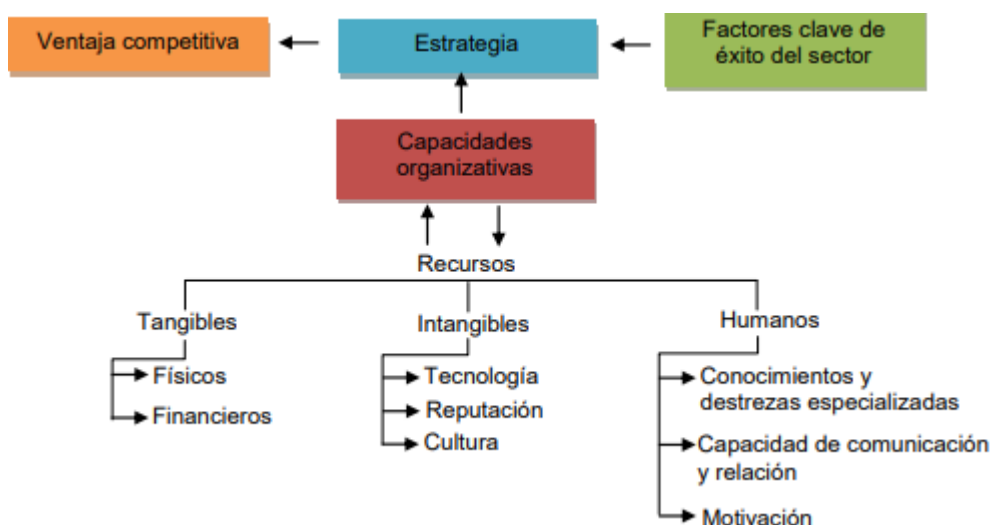 Ventaja competitiva
Estrategia
Factores clave de
éxito del sector
Capacidades
organizativas
Recursos
Tangibles
Intangibles
Humanos
Físicos
Financieros
Tecnología
Reputación
Cultura
Conocimientos y
destrezas especializadas
Capacidad de comunicación
y relación
Motivación